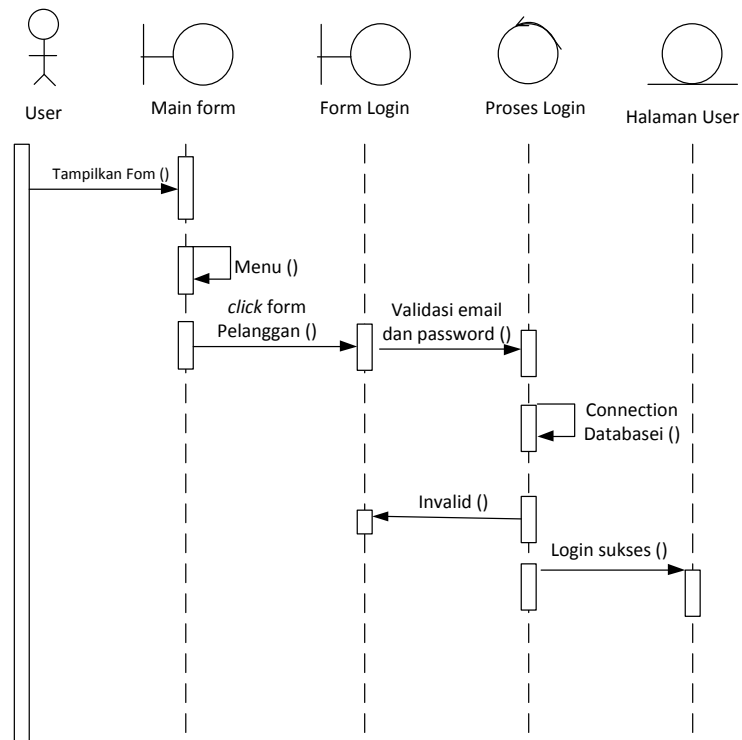 User
Main form
Form Login
Proses Login
Halaman User
Tampilkan Fom ()
Menu ()
click form
Pelanggan ()
Validasi email
dan password ()
Connection
Databasei ()
Invalid ()
Login sukses ()